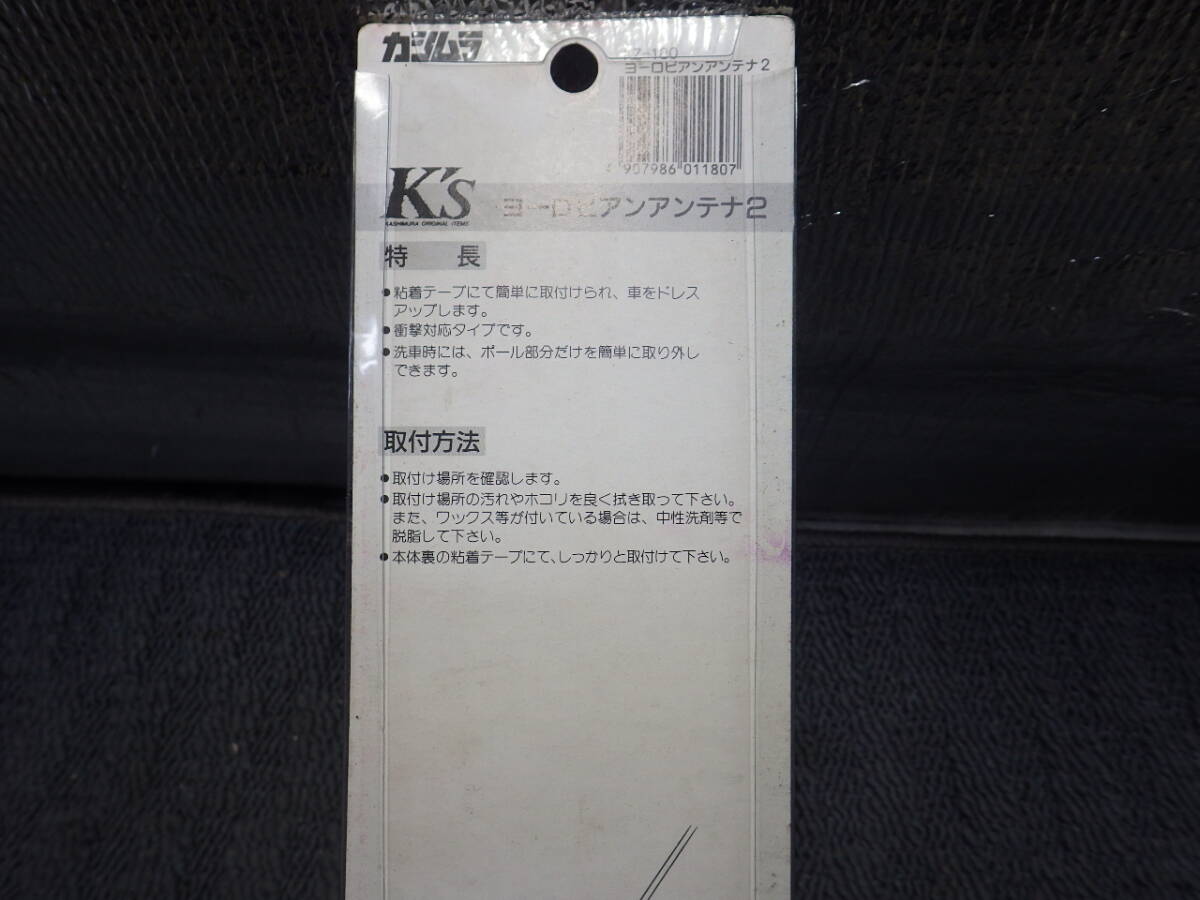 カシムラ
Z-180
ヨーロピアンアンテナ2
907986 011807
K's
KASHIMURA ORIGINAL ITEMS
ヨーロピアンアンテナ2
特　長
●粘着テープにて簡単に取付けられ、車をドレス
アップします。
●衝撃対応タイプです。
●洗車時には、ポール部分だけを簡単に取り外し
できます。
取付方法
●取付け場所を確認します。
●取付け場所の汚れやホコリを良く拭き取って下さい。
また、ワックス等が付いている場合は、中性洗剤等で
脱脂して下さい。
●本体裏の粘着テープにて、しっかりと取付けて下さい。